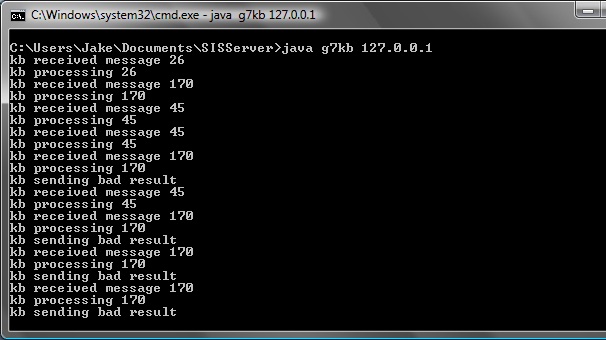 C:\Windows\system32\cmd.exe - java g7kb 127.0.0.1
C:\Users\Jake\Documents\SISServer>java g7kb 127.0.0.1
kb received message 26
kb processing 26
kb received message 170
kb processing 170
kb received message 45
kb processing 45
kb received message 45
kb processing 45
kb received message 170
kb processing 170
kb sending bad result
kb received message 45
kb processing 45
kb received message 170
kb processing 170
kb sending bad result
kb received message 170
kb processing 170
kb sending bad result
kb received message 170
kb processing 170
kb sending bad result